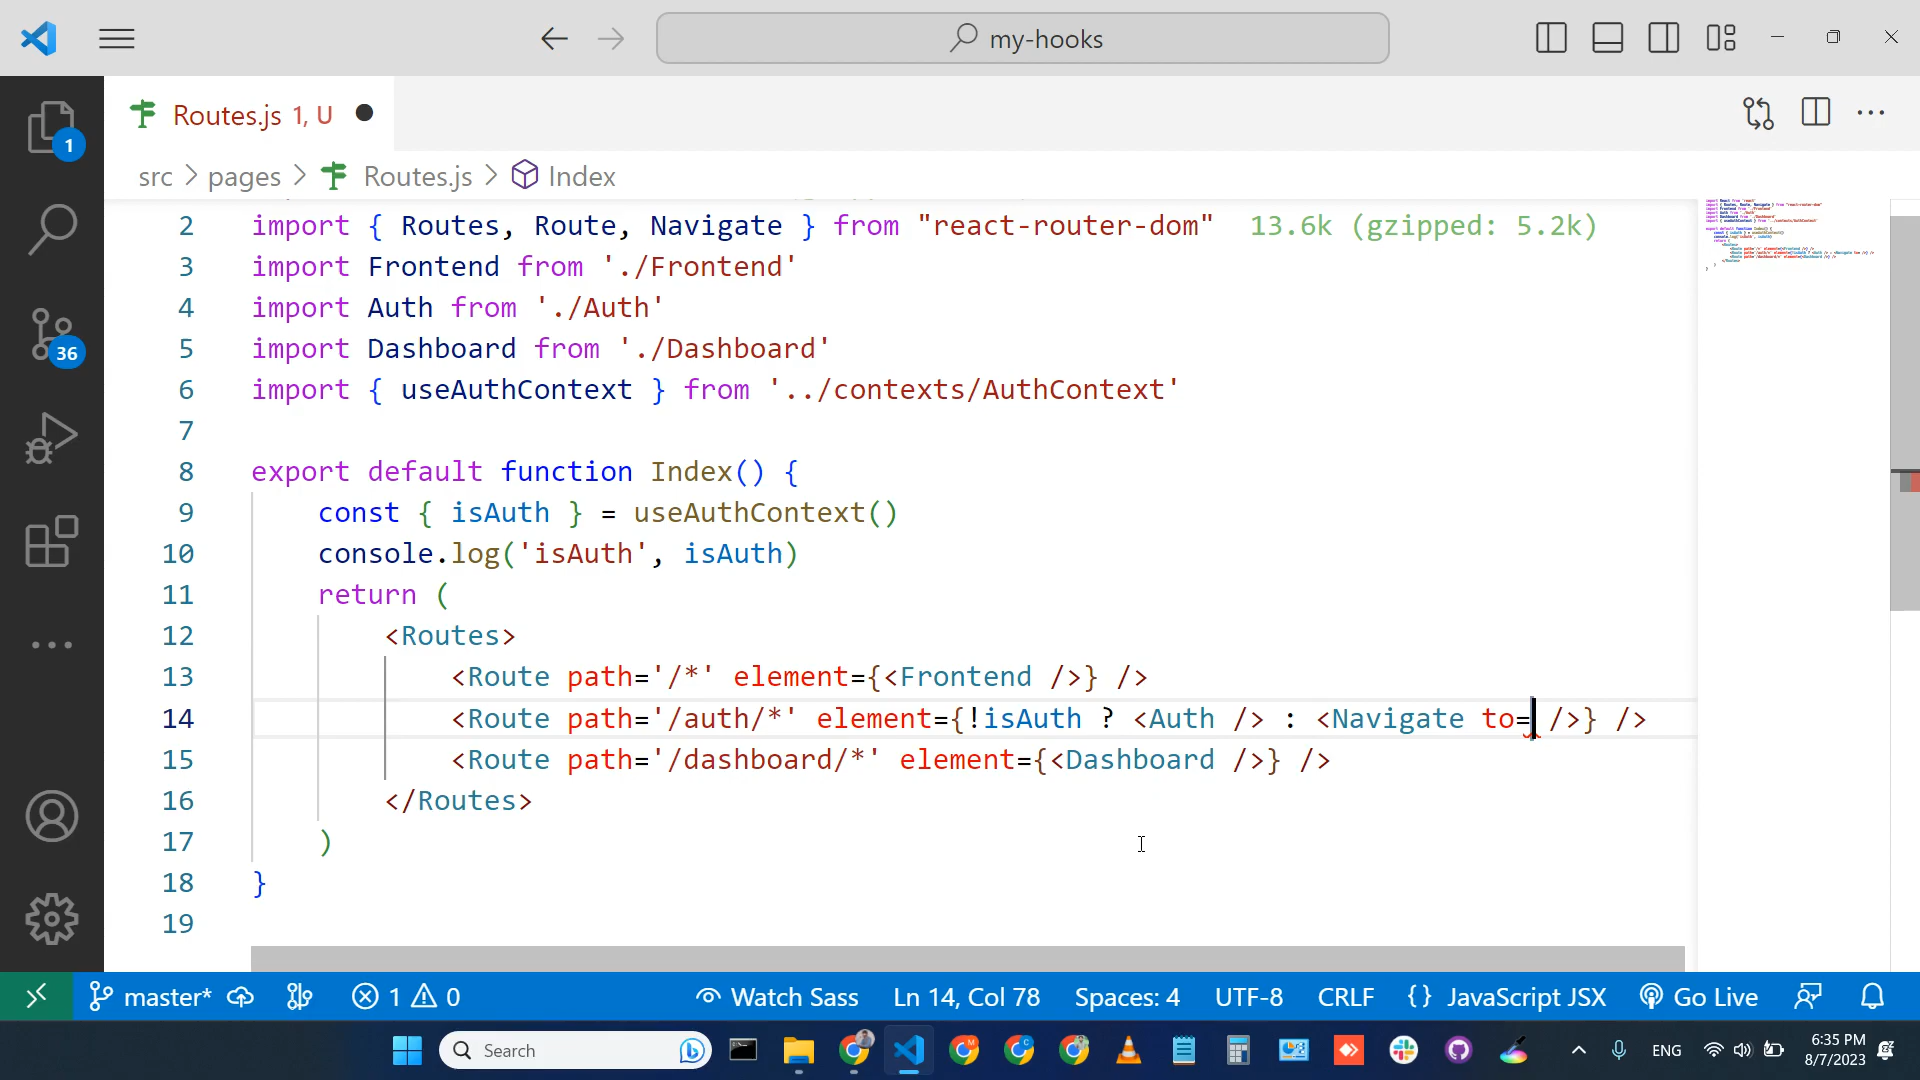 my-hooks
Routes.js 1, U
src > pages > Routes.js > Index
1
36
2 import { Routes, Route, Navigate } from "react-router-dom" 13.6k (gzipped: 5.2k)
3 import Frontend from './Frontend'
4 import Auth from './Auth'
5 import Dashboard from './Dashboard'
6 import { useAuthContext } from '../contexts/AuthContext'
7
8 export default function Index() {
9 const { isAuth } = useAuthContext()
10 console.log('isAuth', isAuth)
11 return (
12 <Routes>
13 <Route path='/*' element={<Frontend />} />
14 <Route path='/auth/*' element={!isAuth ? <Auth /> : <Navigate to= />} />
15 <Route path='/dashboard/*' element={<Dashboard />} />
16 </Routes>
17 )
18 }
19
master* 1 0 Watch Sass Ln 14, Col 78 Spaces: 4 UTF-8 CRLF {} JavaScript JSX Go Live
Search ENG 6:35 PM
8/7/2023